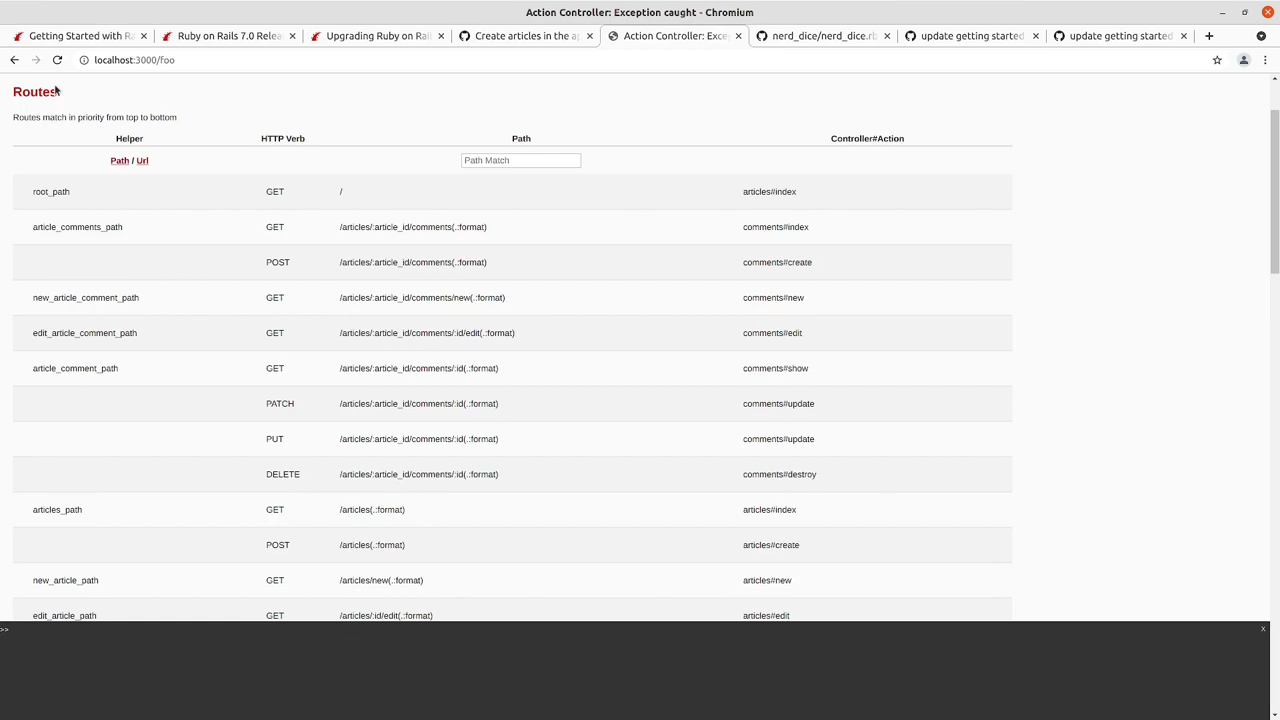 Action Controller: Exception caught - Chromium
Getting Started with Ra
Ruby on Rails 7.0 Relea
Upgrading Ruby on Rail
Create articles in the ap
Action Controller: Exce
nerd_dice/nerd_dice.rb
update getting started
update getting started
localhost:3000/foo
Routes
Routes match in priority from top to bottom
Helper HTTP Verb Path Controller#Action
Path / Url Path Match
root_path GET / articles#index
article_comments_path GET /articles/:article_id/comments(.:format) comments#index
POST /articles/:article_id/comments(.:format) comments#create
new_article_comment_path GET /articles/:article_id/comments/new(.:format) comments#new
edit_article_comment_path GET /articles/:article_id/comments/:id/edit(.:format) comments#edit
article_comment_path GET /articles/:article_id/comments/:id(.:format) comments#show
PATCH /articles/:article_id/comments/:id(.:format) comments#update
PUT /articles/:article_id/comments/:id(.:format) comments#update
DELETE /articles/:article_id/comments/:id(.:format) comments#destroy
articles_path GET /articles(.:format) articles#index
POST /articles(.:format) articles#create
new_article_path GET /articles/new(.:format) articles#new
edit_article_path GET /articles/:id/edit(.:format) articles#edit
>> x